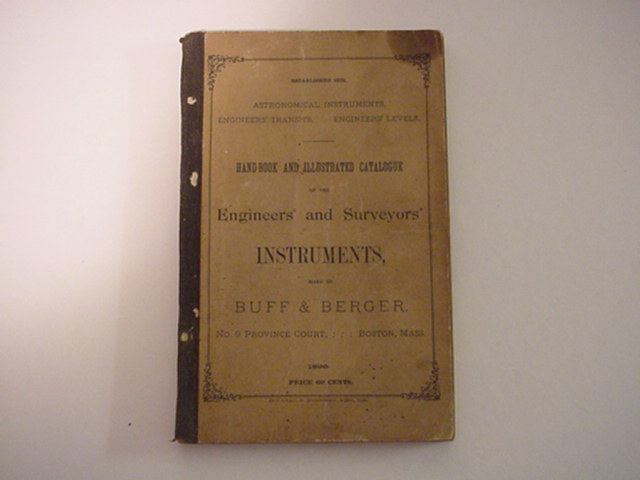 ESTABLISHED 1871.
ASTRONOMICAL INSTRUMENTS.
ENGINEERS' TRANSITS. ENGINEERS' LEVELS.
HAND-BOOK AND ILLUSTRATED CATALOGUE
OF THE
Engineers' and Surveyors'
INSTRUMENTS,
MADE BY
BUFF & BERGER.
No. 9 PROVINCE COURT, : : : BOSTON, MASS.
PRICE 60 CENTS.